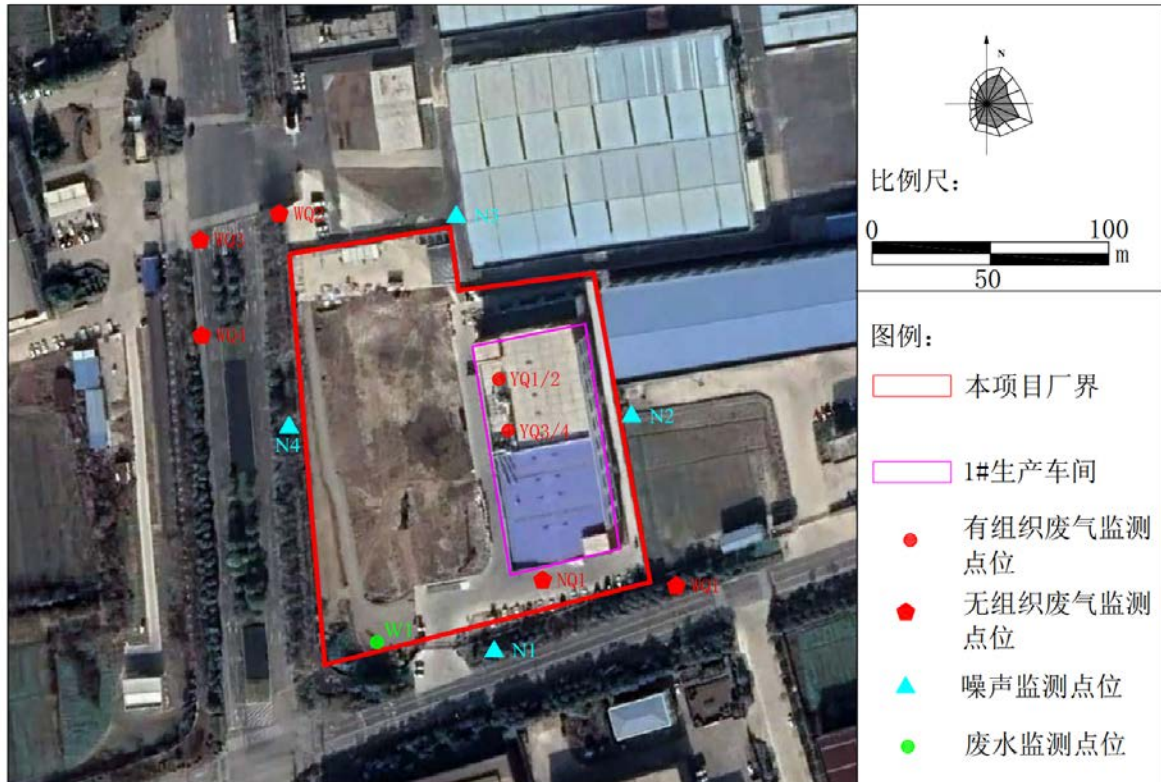 WQ2
N3
WQ3
WQ4
YQ1/2
N2
YQ3/4
N4
NQ1
WQ1
W1
N1
N
比例尺:
0
100
m
50
图例:
本项目厂界
1#生产车间
有组织废气监测
点位
无组织废气监测
点位
噪声监测点位
废水监测点位